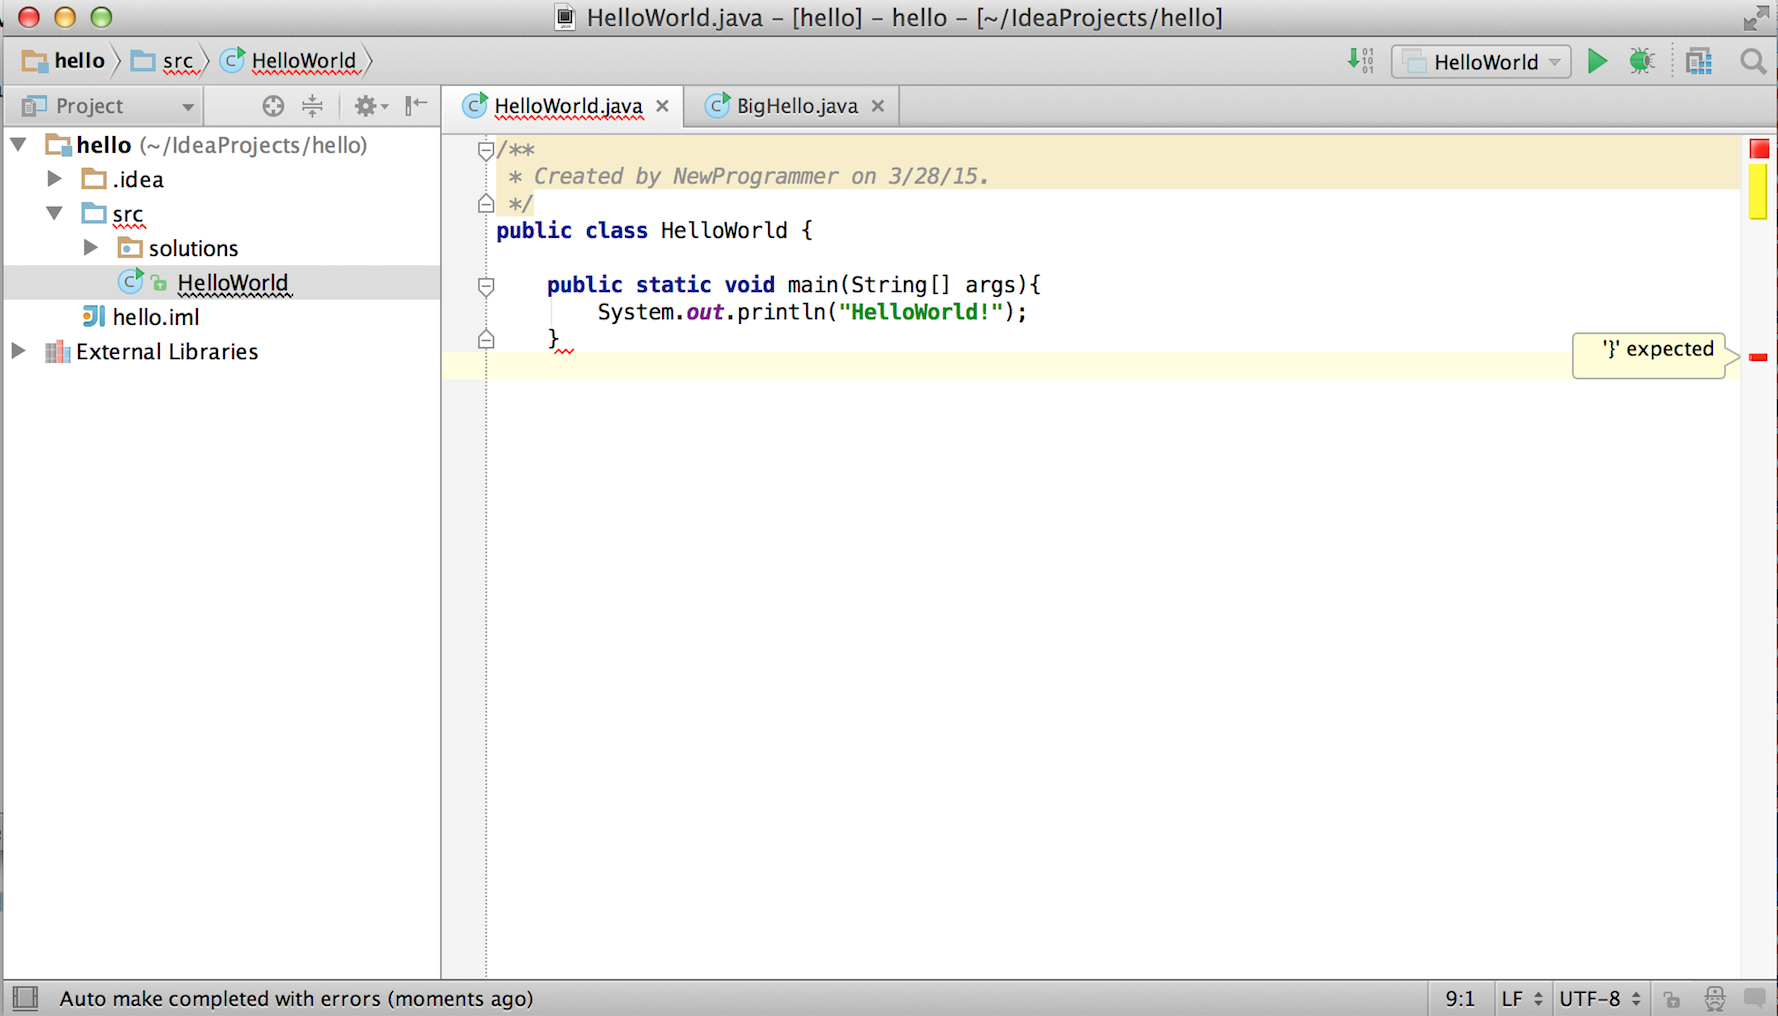 HelloWorld.java – [hello] – hello – [~/IdeaProjects/hello]
hello src HelloWorld HelloWorld
Project HelloWorld.java BigHello.java
hello (~/IdeaProjects/hello)
.idea
src
solutions
HelloWorld
hello.iml
External Libraries
/**
* Created by NewProgrammer on 3/28/15.
*/
public class HelloWorld {
public static void main(String[] args){
System.out.println("HelloWorld!");
}
'}' expected
Auto make completed with errors (moments ago) 9:1 LF UTF-8